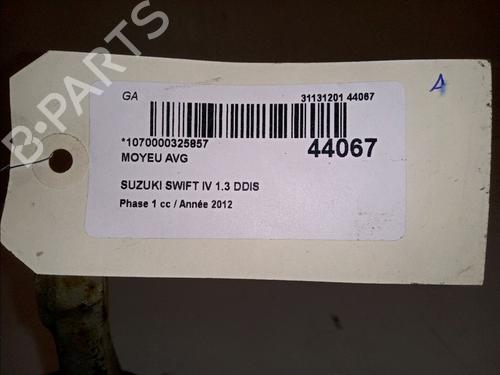 GA
31131201 44067
*1070000325857
44067
MOYEU AVG
SUZUKI SWIFT IV 1.3 DDIS
Phase 1 cc / Année 2012
B-PARTS